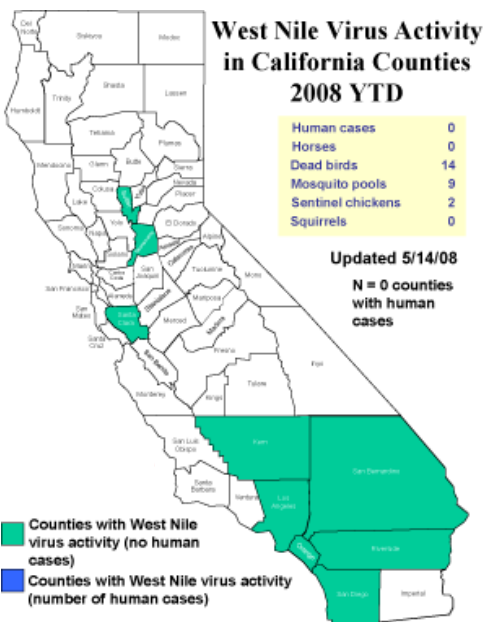 West Nile Virus Activity
in California Counties
2008 YTD
Human cases 0
Horses 0
Dead birds 14
Mosquito pools 9
Sentinel chickens 2
Squirrels 0
Updated 5/14/08
N = 0 counties
with human
cases
Del
Norte
Siskiyou
Modoc
Humboldt
Trinity
Shasta
Lassen
Tehama
Plumas
Mendocino
Glenn
Butte
Sierra
Nevada
Placer
Colusa
Lake
Yolo
El Dorado
Sonoma
Napa
Solano
Alpine
Contra
Costa
San
Joaquin
Calaveras
Tuolumne
Mono
San Francisco
Alameda
Stanislaus
Mariposa
San
Mateo
Santa
Clara
Merced
Madera
Santa
Cruz
San Benito
Fresno
Monterey
Kings
Tulare
San Luis
Obispo
Kern
San Bernardino
Santa
Barbara
Ventura
Los
Angeles
Orange
Riverside
San Diego
Imperial
Counties with West Nile
virus activity (no human
cases)
Counties with West Nile virus activity
(number of human cases)